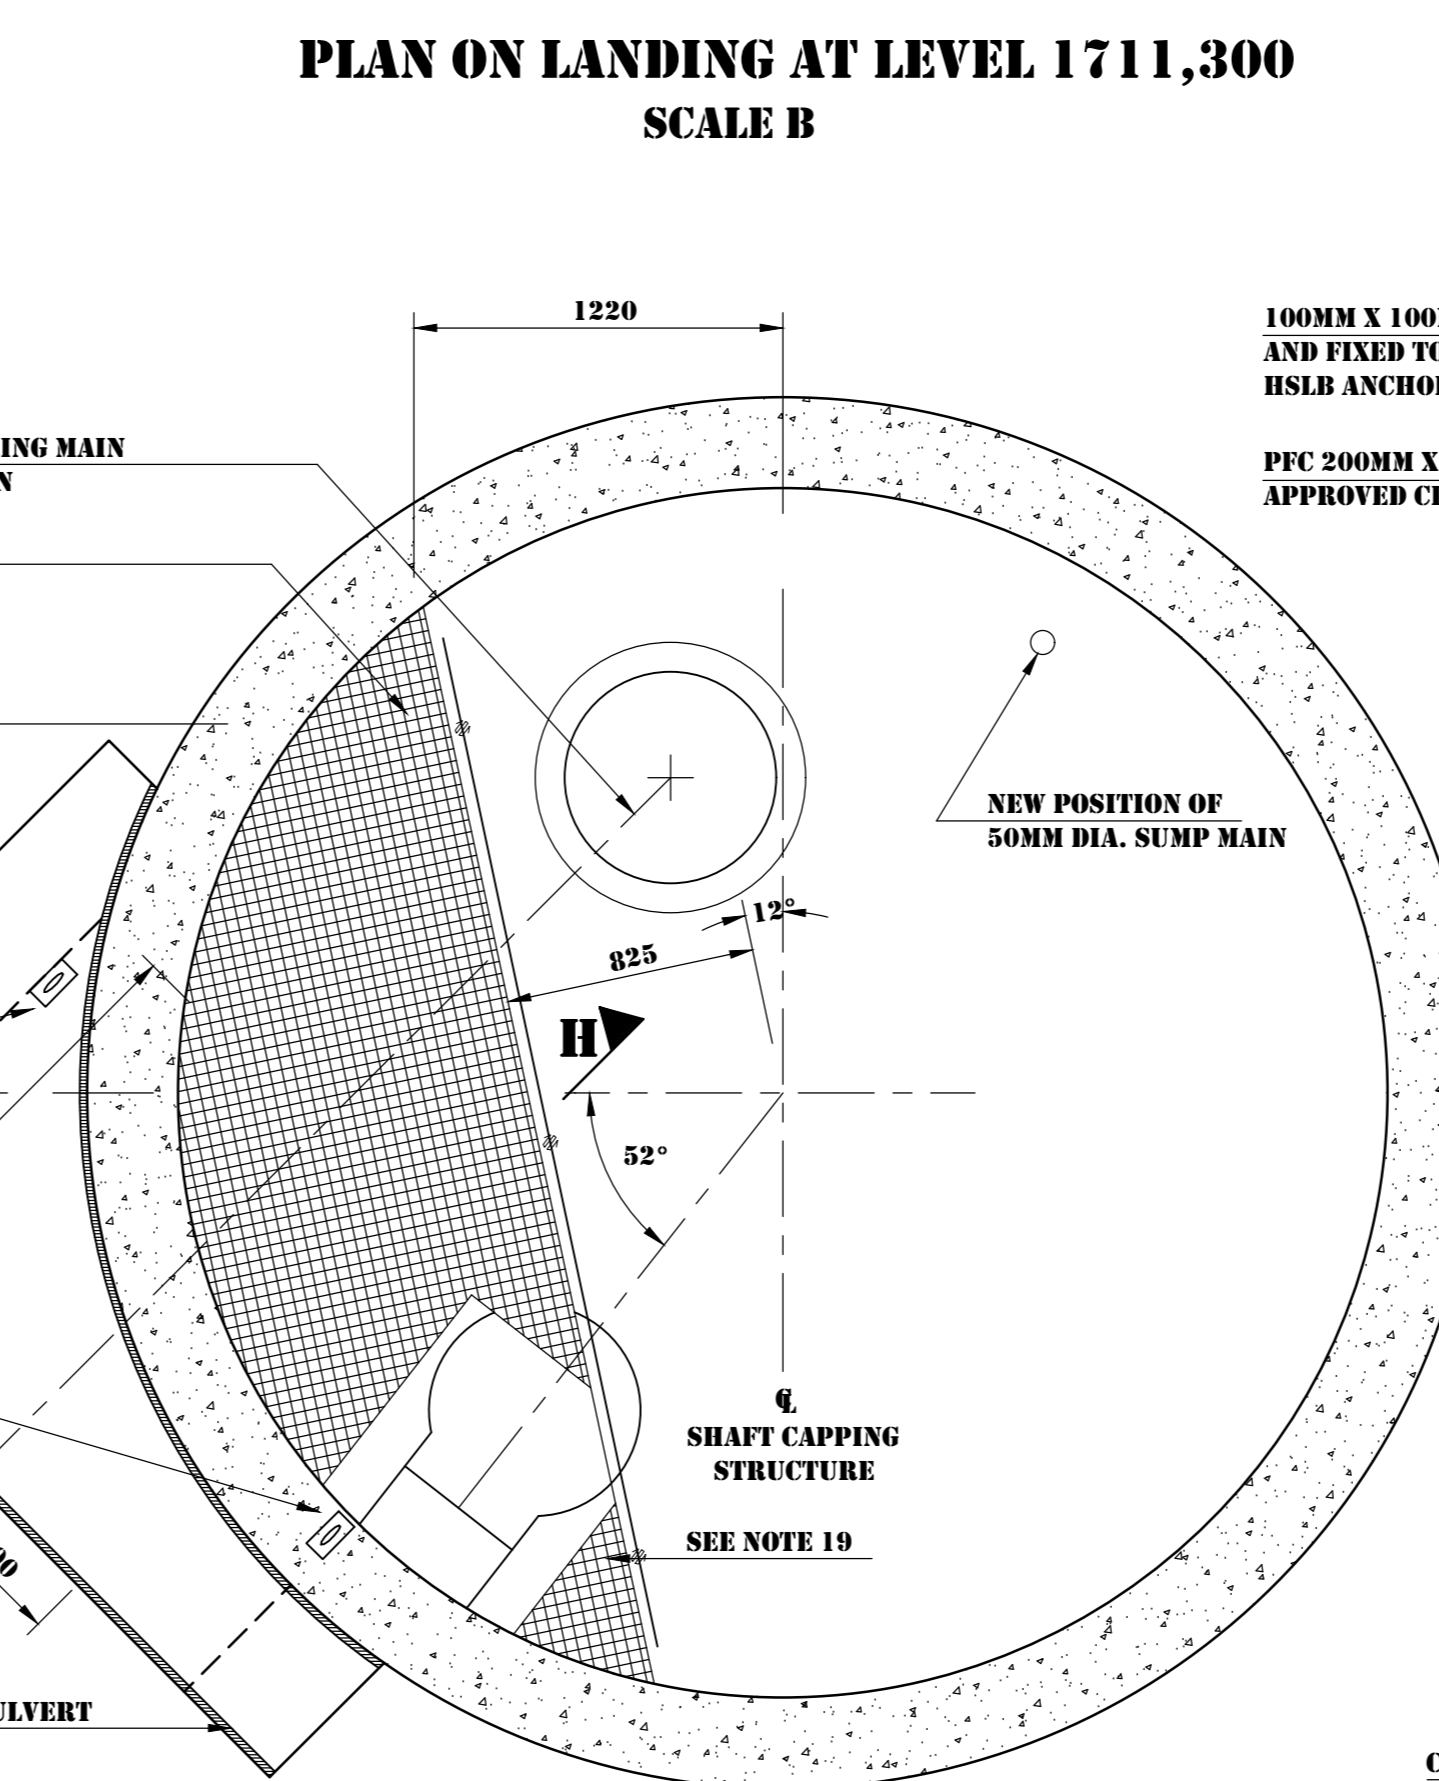 PLAN ON LANDING AT LEVEL 1711,300
SCALE B
1220
100MM X 100
AND FIXED TO
HSLB ANCHO
ING MAIN
N
PFC 200MM X
APPROVED C
NEW POSITION OF
50MM DIA. SUMP MAIN
12°
825
H
52°
℄
SHAFT CAPPING
STRUCTURE
SEE NOTE 19
ULVERT